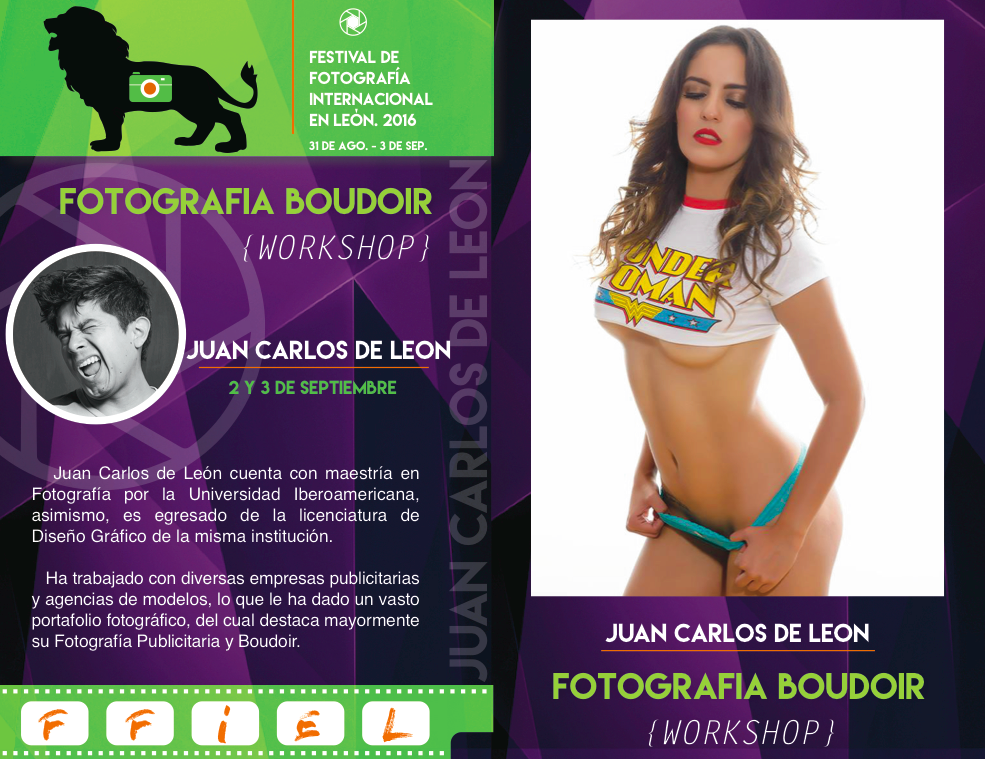 FESTIVAL DE
FOTOGRAFÍA
INTERNACIONAL
EN LEÓN. 2016
31 DE AGO. - 3 DE SEP.
FOTOGRAFIA BOUDOIR
{WORKSHOP}
JUAN CARLOS DE LEON
2 Y 3 DE SEPTIEMBRE
JUAN CARLOS DE LEON
Juan Carlos de León cuenta con maestría en
Fotografía por la Universidad Iberoamericana,
asimismo, es egresado de la licenciatura de
Diseño Gráfico de la misma institución.
Ha trabajado con diversas empresas publicitarias
y agencias de modelos, lo que le ha dado un vasto
portafolio fotográfico, del cual destaca mayormente
su Fotografía Publicitaria y Boudoir.
F F i E L
WONDER
WOMAN
JUAN CARLOS DE LEON
FOTOGRAFIA BOUDOIR
{WORKSHOP}